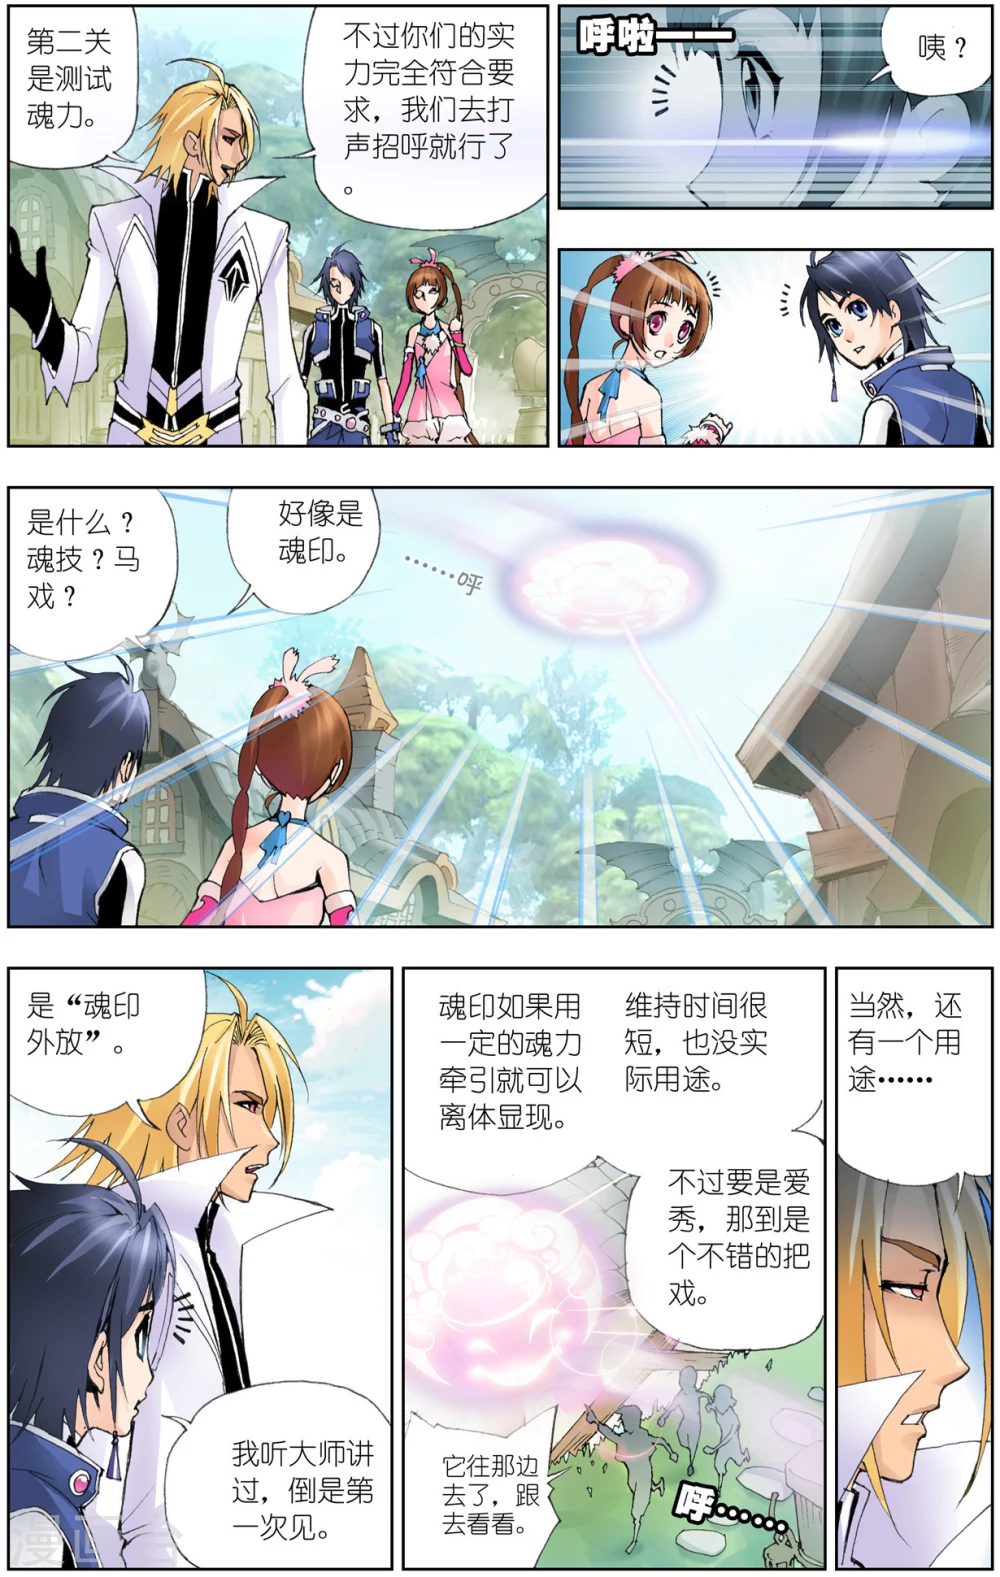 第二关
是测试
魂力。
不过你们的实
力完全符合要
求，我们去打
声招呼就行了
。
呼啦——
咦？
是什么？
魂技？马
戏？
好像是
魂印。
……呼
是“魂印
外放”。
我听大师讲
过，倒是第
一次见。
魂印如果用
一定的魂力
牵引就可以
离体显现。
维持时间很
短，也没实
际用途。
不过要是爱
秀，那到是
个不错的把
戏。
它往那边
去了，跟
去看看。
呼……
当然，还
有一个用
途……